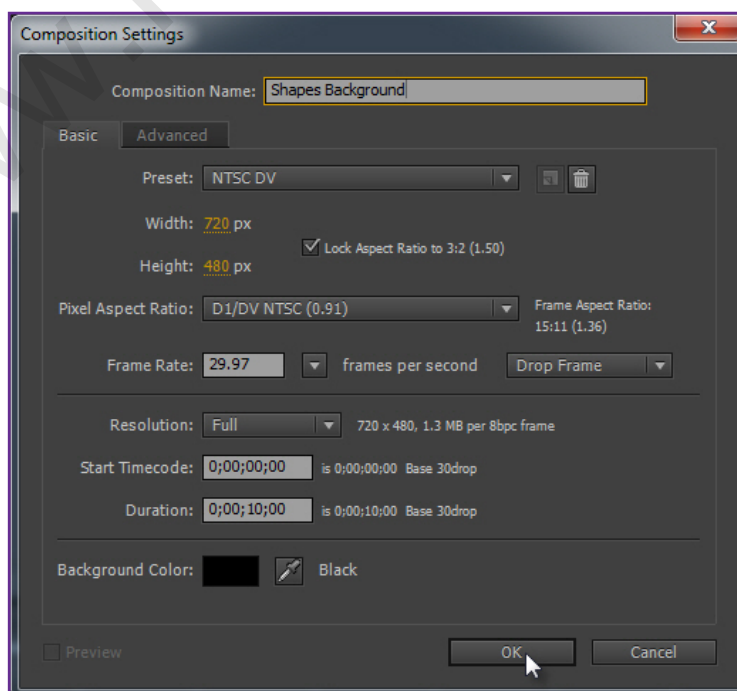 Composition Settings
Composition Name: Shapes Background
Basic Advanced
Preset: NTSC DV
Width: 720 px
Lock Aspect Ratio to 3:2 (1.50)
Height: 480 px
Pixel Aspect Ratio: D1/DV NTSC (0.91)
Frame Aspect Ratio:
15:11 (1.36)
Frame Rate: 29.97 frames per second Drop Frame
Resolution: Full 720 x 480, 1.3 MB per 8bpc frame
Start Timecode: 0;00;00;00 is 0;00;00;00 Base 30drop
Duration: 0;00;10;00 is 0;00;10;00 Base 30drop
Background Color: Black
Preview OK Cancel